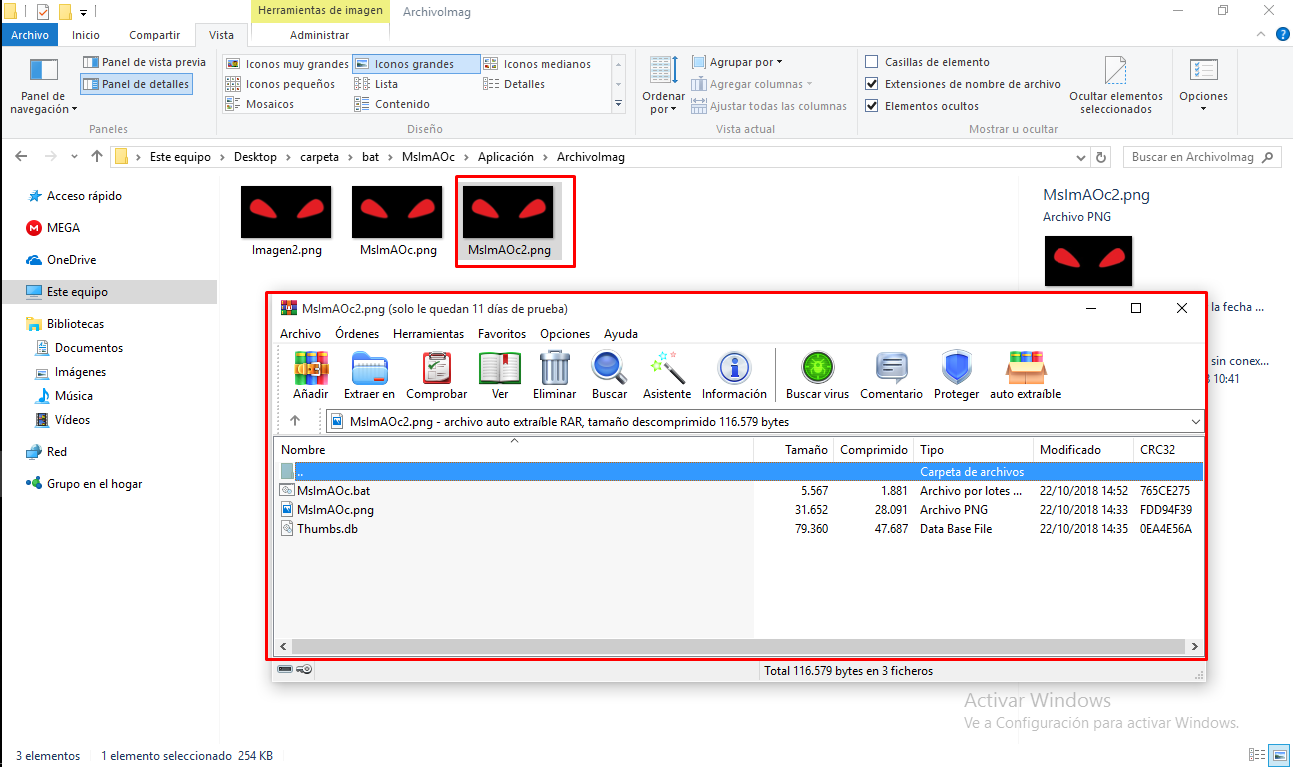 Herramientas de imagen ArchivoImag
Archivo Inicio Compartir Vista Administrar
Panel de navegación
Panel de vista previa
Panel de detalles
Paneles
Iconos muy grandes Iconos grandes Iconos medianos
Iconos pequeños Lista Detalles
Mosaicos Contenido
Diseño
Ordenar por
Agrupar por
Agregar columnas
Ajustar todas las columnas
Vista actual
Casillas de elemento
Extensiones de nombre de archivo
Elementos ocultos
Ocultar elementos seleccionados
Mostrar u ocultar
Opciones
Este equipo Desktop carpeta bat MsImAOc Aplicación ArchivoImag
Buscar en ArchivoImag
Acceso rápido
MEGA
OneDrive
Este equipo
Bibliotecas
Documentos
Imágenes
Música
Vídeos
Red
Grupo en el hogar
Imagen2.png MsImAOc.png MsImAOc2.png
MsImAOc2.png
Archivo PNG
la fecha ...
sin conex...
10:41
MsImAOc2.png (solo le quedan 11 días de prueba)
Archivo Órdenes Herramientas Favoritos Opciones Ayuda
Añadir Extraer en Comprobar Ver Eliminar Buscar Asistente Información Buscar virus Comentario Proteger auto extraíble
MsImAOc2.png - archivo auto extraíble RAR, tamaño descomprimido 116.579 bytes
Nombre Tamaño Comprimido Tipo Modificado CRC32
.. Carpeta de archivos
MsImAOc.bat 5.567 1.881 Archivo por lotes ... 22/10/2018 14:52 765CE275
MsImAOc.png 31.652 28.091 Archivo PNG 22/10/2018 14:33 FDD94F39
Thumbs.db 79.360 47.687 Data Base File 22/10/2018 14:35 0EA4E56A
Total 116.579 bytes en 3 ficheros
Activar Windows
Ve a Configuración para activar Windows.
3 elementos 1 elemento seleccionado 254 KB